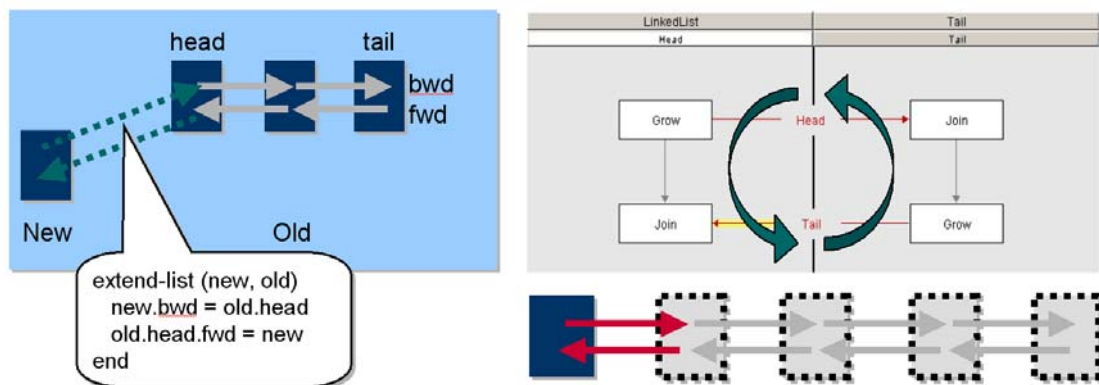 head
tail
bwd
fwd
New
Old
extend-list (new, old)
new.bwd = old.head
old.head.fwd = new
end
LinkedList
Tail
Head
Tail
Grow
Head
Join
Join
Tail
Grow